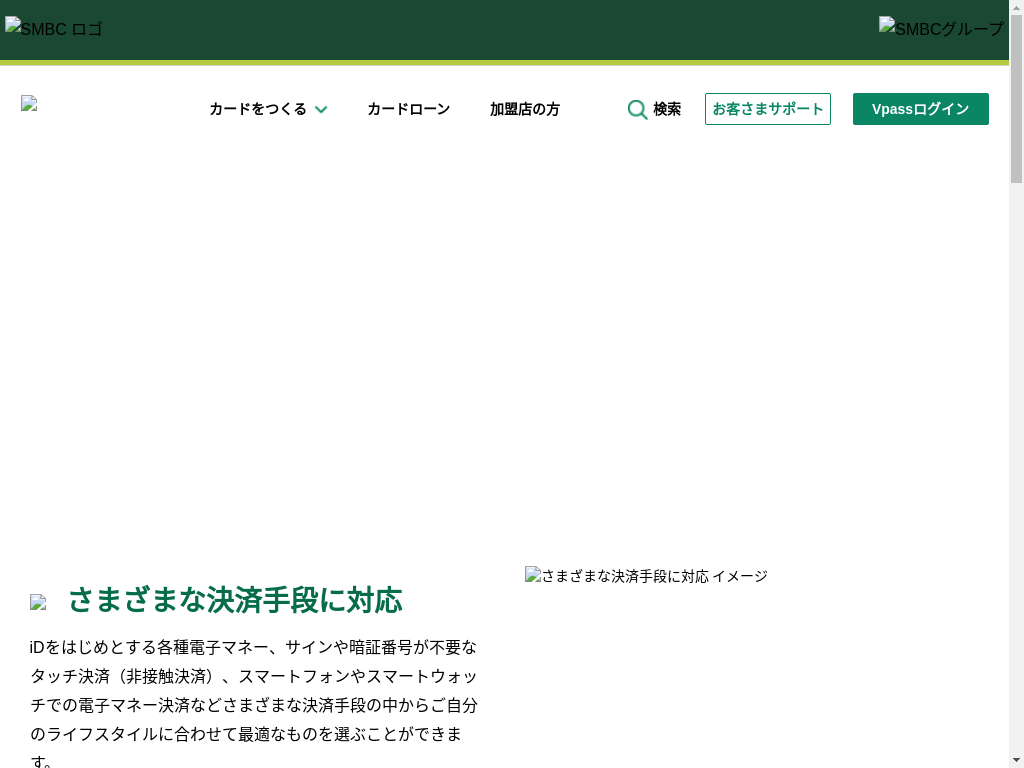 SMBC ロゴ
SMBCグループ
カードをつくる
カードローン
加盟店の方
検索
お客さまサポート
Vpassログイン
さまざまな決済手段に対応 イメージ
さまざまな決済手段に対応
iDをはじめとする各種電子マネー、サインや暗証番号が不要な
タッチ決済（非接触決済）、スマートフォンやスマートウォッ
チでの電子マネー決済などさまざまな決済手段の中からご自分
のライフスタイルに合わせて最適なものを選ぶことができま
す。